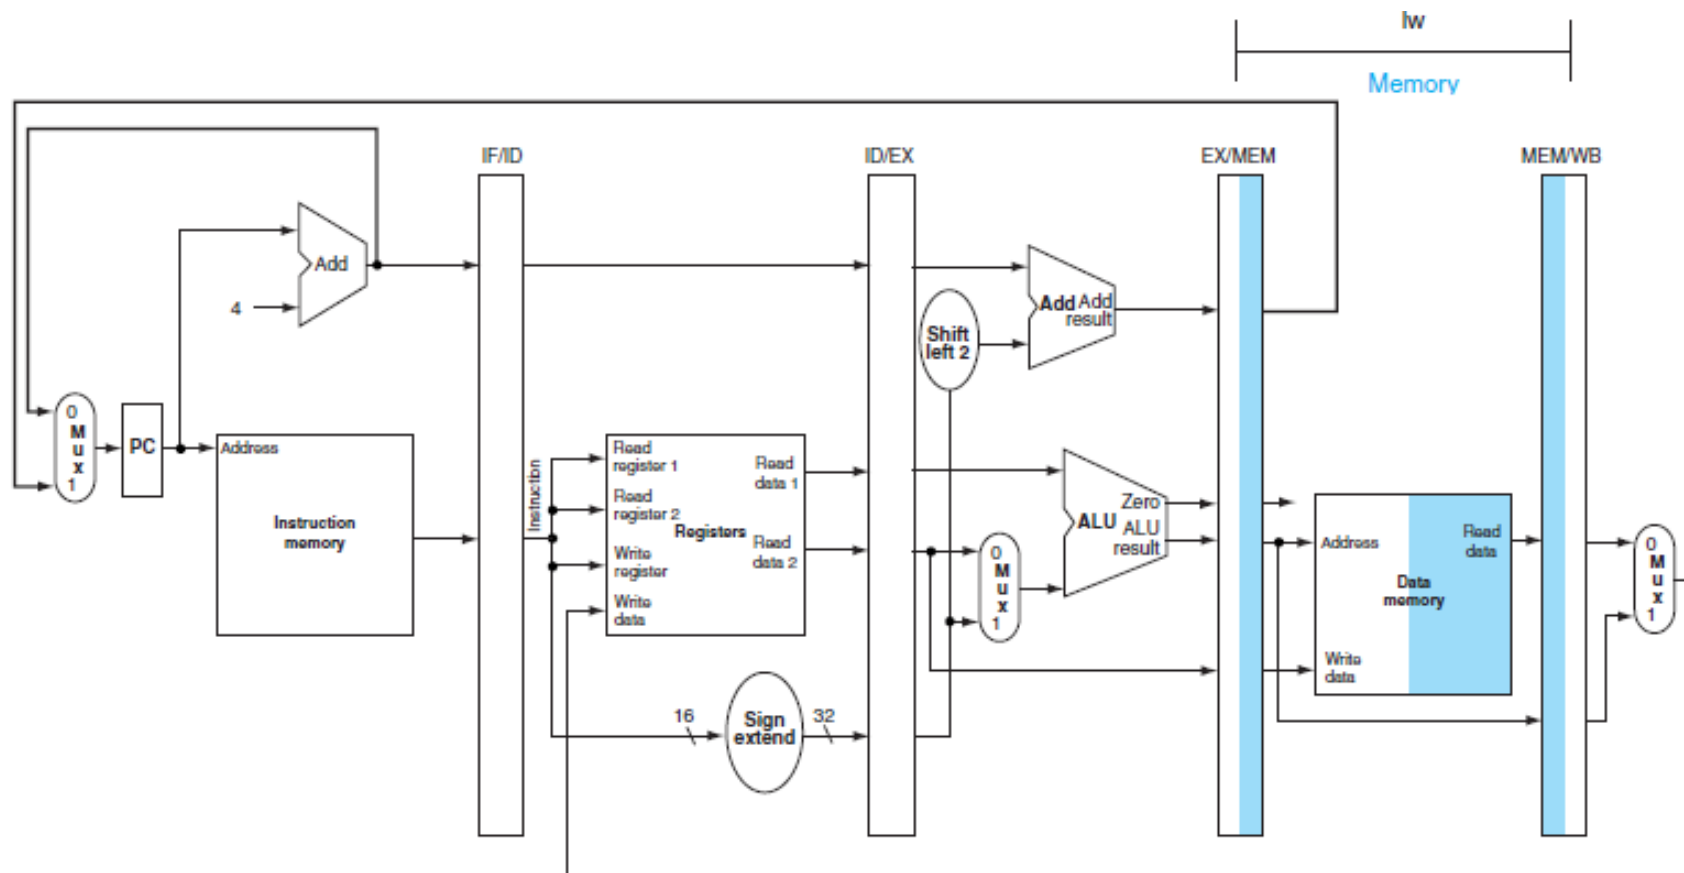 lw
Memory
IF/ID
ID/EX
EX/MEM
MEM/WB
Add
4
Add Add
result
Shift
left 2
0
M
u
x
1
PC
Address
Instruction
memory
Instruction
Read
register 1
Read
register 2
Write
register
Write
data
Registers
Read
data 1
Read
data 2
16
Sign
extend
32
0
M
u
x
1
Zero
ALU
ALU
result
Address
Write
data
Data
memory
Read
data
0
M
u
x
1